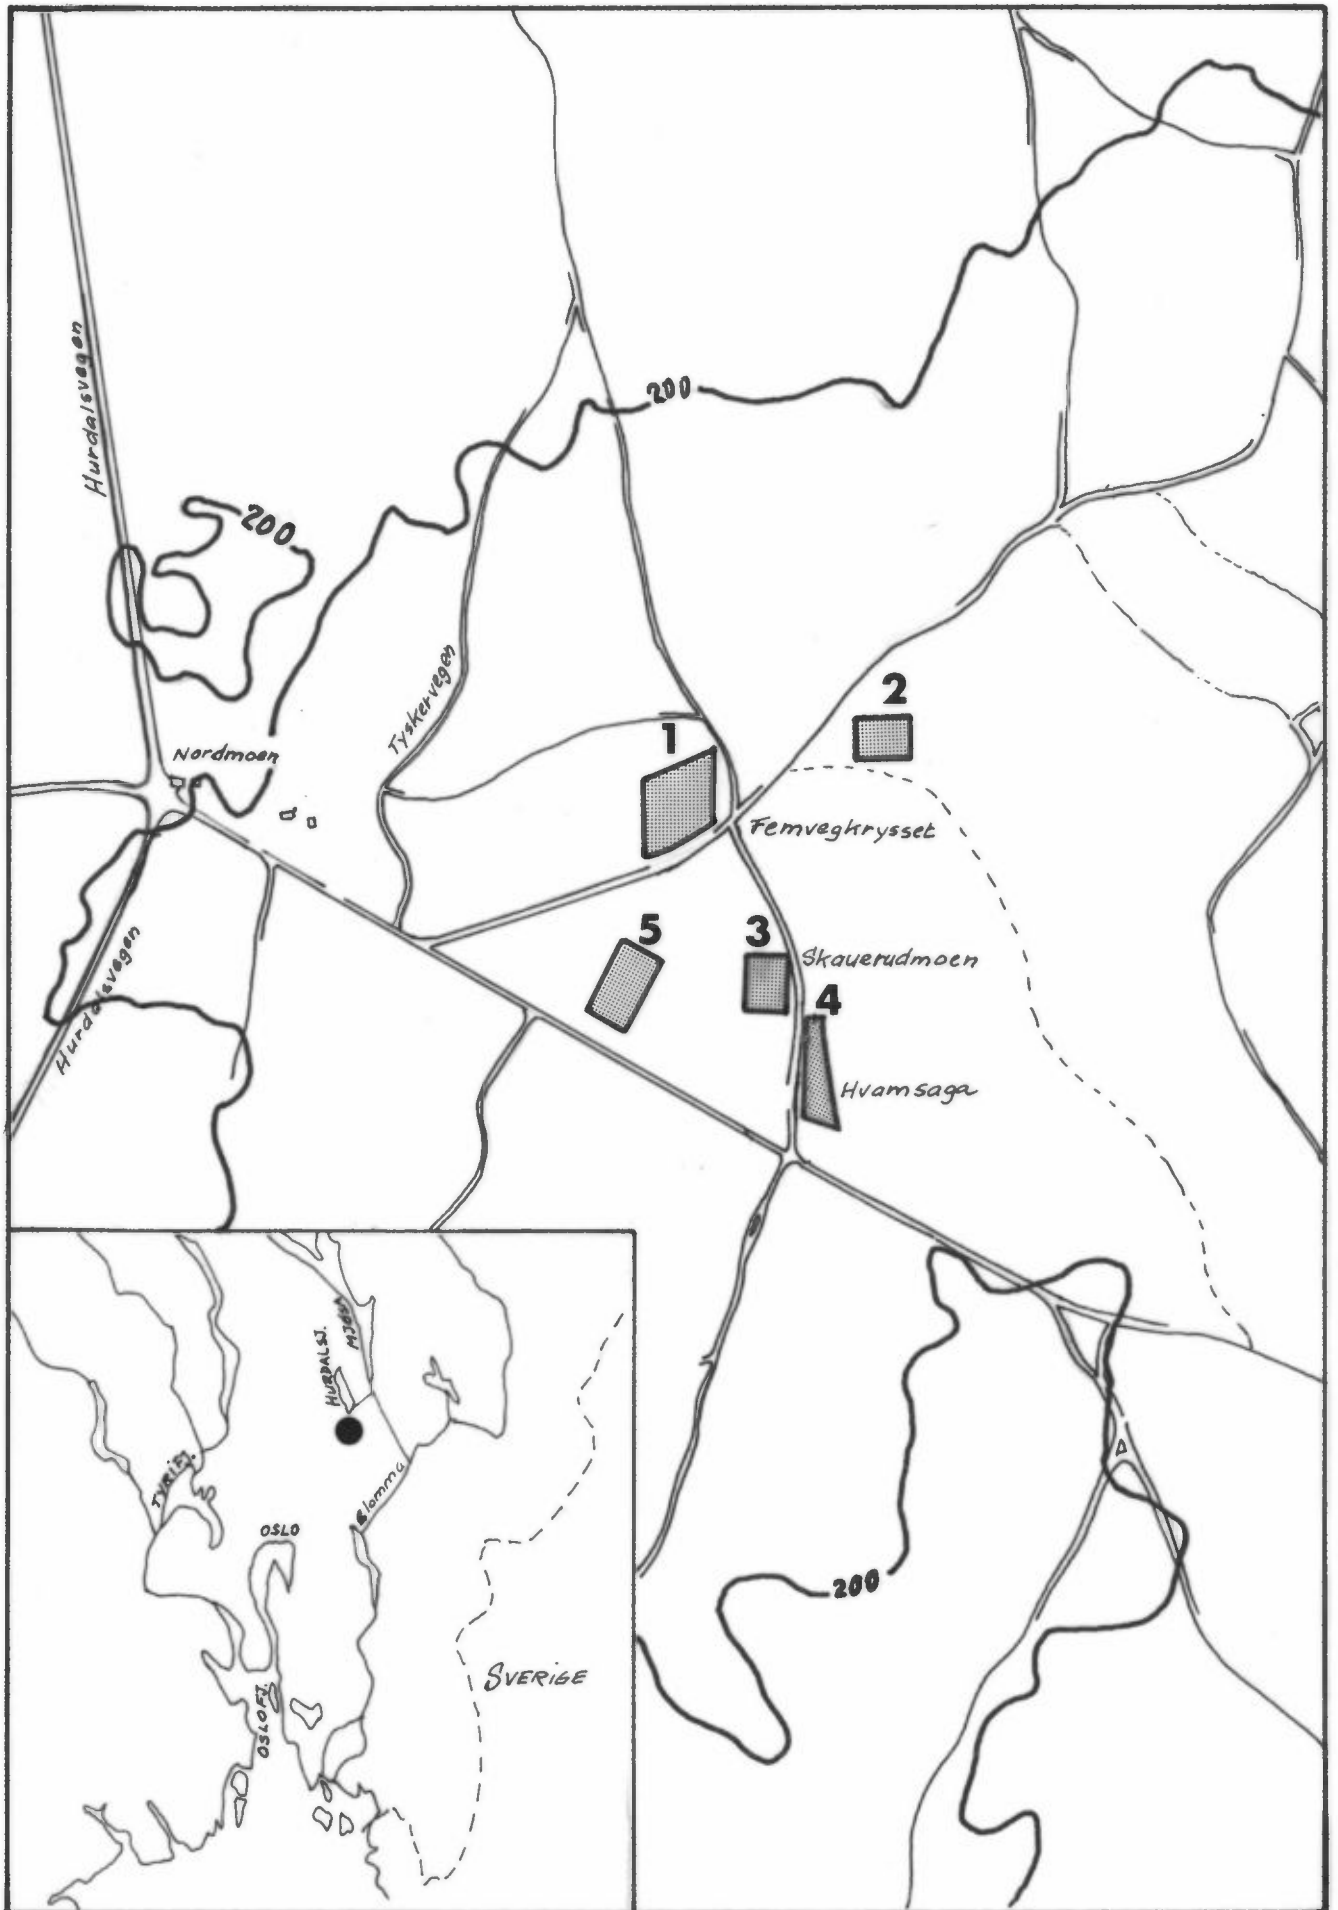 200
Hurdalsvegen
200
Tyskervegen
2
1
Nordmoen
Femvegkrysset
5
3
Skauerudmoen
4
Hurdalsvegen
Hvamsaga
HURDALSJ.
MJØSA
TYRIFJ.
Glomma
OSLO
200
SVERIGE
OSLOFJ.